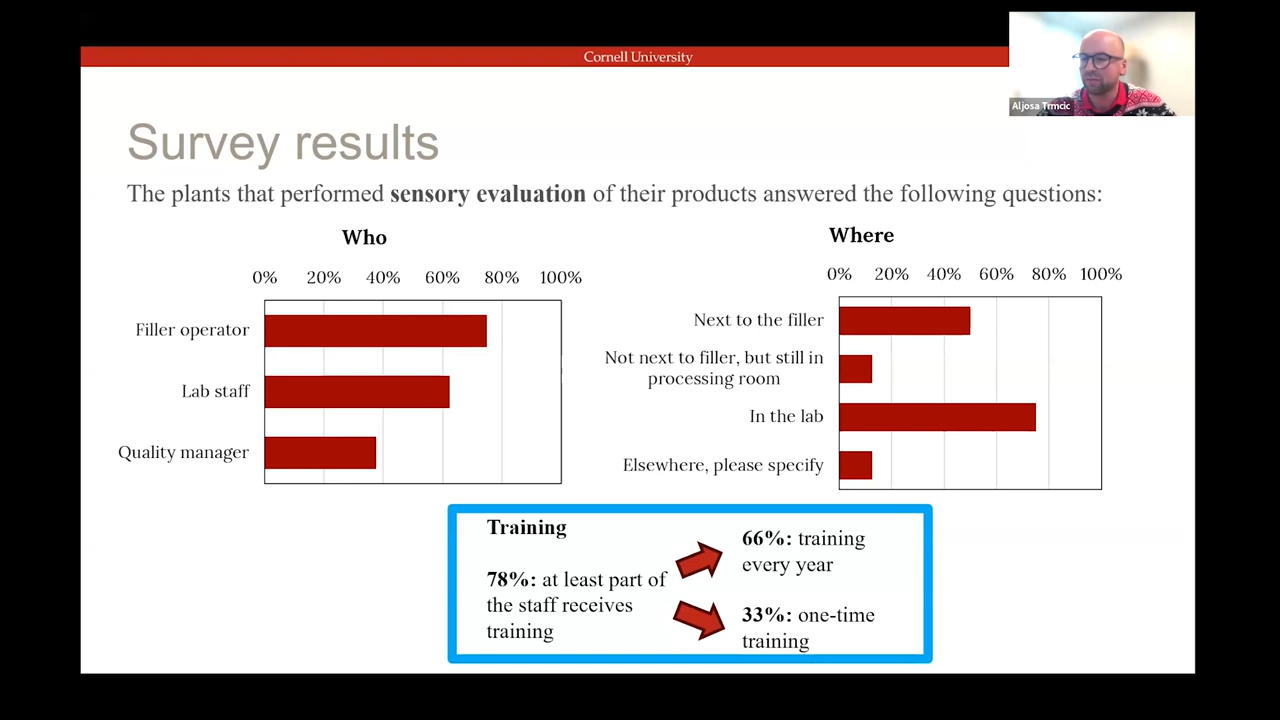 Cornell University
Aljosa Trmcic
Survey results
The plants that performed sensory evaluation of their products answered the following questions:
Who
0% 20% 40% 60% 80% 100%
Filler operator
Lab staff
Quality manager
Where
0% 20% 40% 60% 80% 100%
Next to the filler
Not next to filler, but still in
processing room
In the lab
Elsewhere, please specify
Training
78%: at least part of
the staff receives
training
66%: training
every year
33%: one-time
training